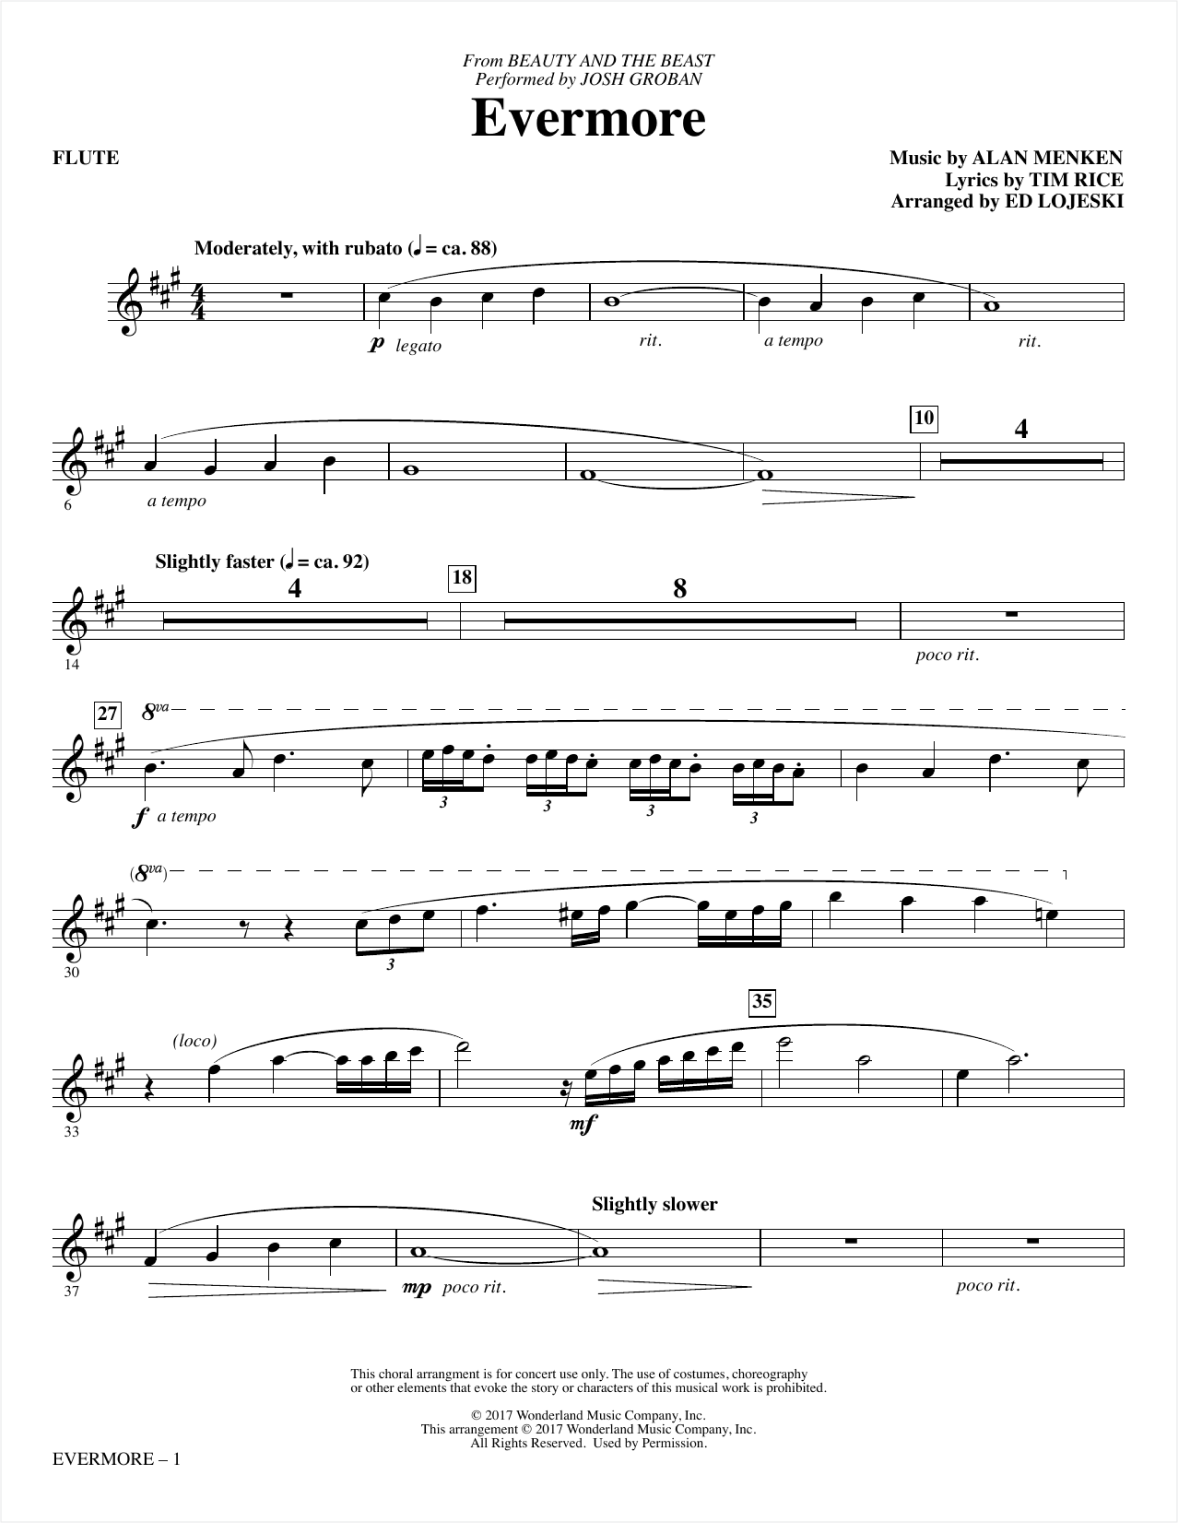 From BEAUTY AND THE BEAST
Performed by JOSH GROBAN
Evermore
FLUTE
Music by ALAN MENKEN
Lyrics by TIM RICE
Arranged by ED LOJESKI
Moderately, with rubato (♩ = ca. 88)
4
4
p legato
rit.
a tempo
rit.
10
4
6
a tempo
Slightly faster (♩ = ca. 92)
4
18
8
14
poco rit.
27
8va
3
3
3
3
f a tempo
(8va)
3
30
35
(loco)
33
mf
Slightly slower
37
mp poco rit.
poco rit.
This choral arrangment is for concert use only. The use of costumes, choreography
or other elements that evoke the story or characters of this musical work is prohibited.
© 2017 Wonderland Music Company, Inc.
This arrangement © 2017 Wonderland Music Company, Inc.
All Rights Reserved. Used by Permission.
EVERMORE – 1